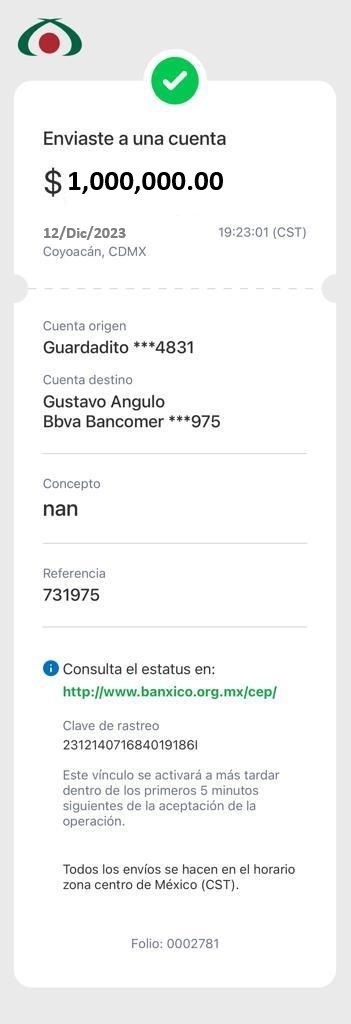 Enviaste a una cuenta
$ 1,000,000.00
12/Dic/2023 19:23:01 (CST)
Coyoacán, CDMX
Cuenta origen
Guardadito ***4831
Cuenta destino
Gustavo Angulo
Bbva Bancomer ***975
Concepto
nan
Referencia
731975
Consulta el estatus en:
http://www.banxico.org.mx/cep/
Clave de rastreo
231214071684019186I
Este vínculo se activará a más tardar
dentro de los primeros 5 minutos
siguientes de la aceptación de la
operación.
Todos los envíos se hacen en el horario
zona centro de México (CST).
Folio: 0002781